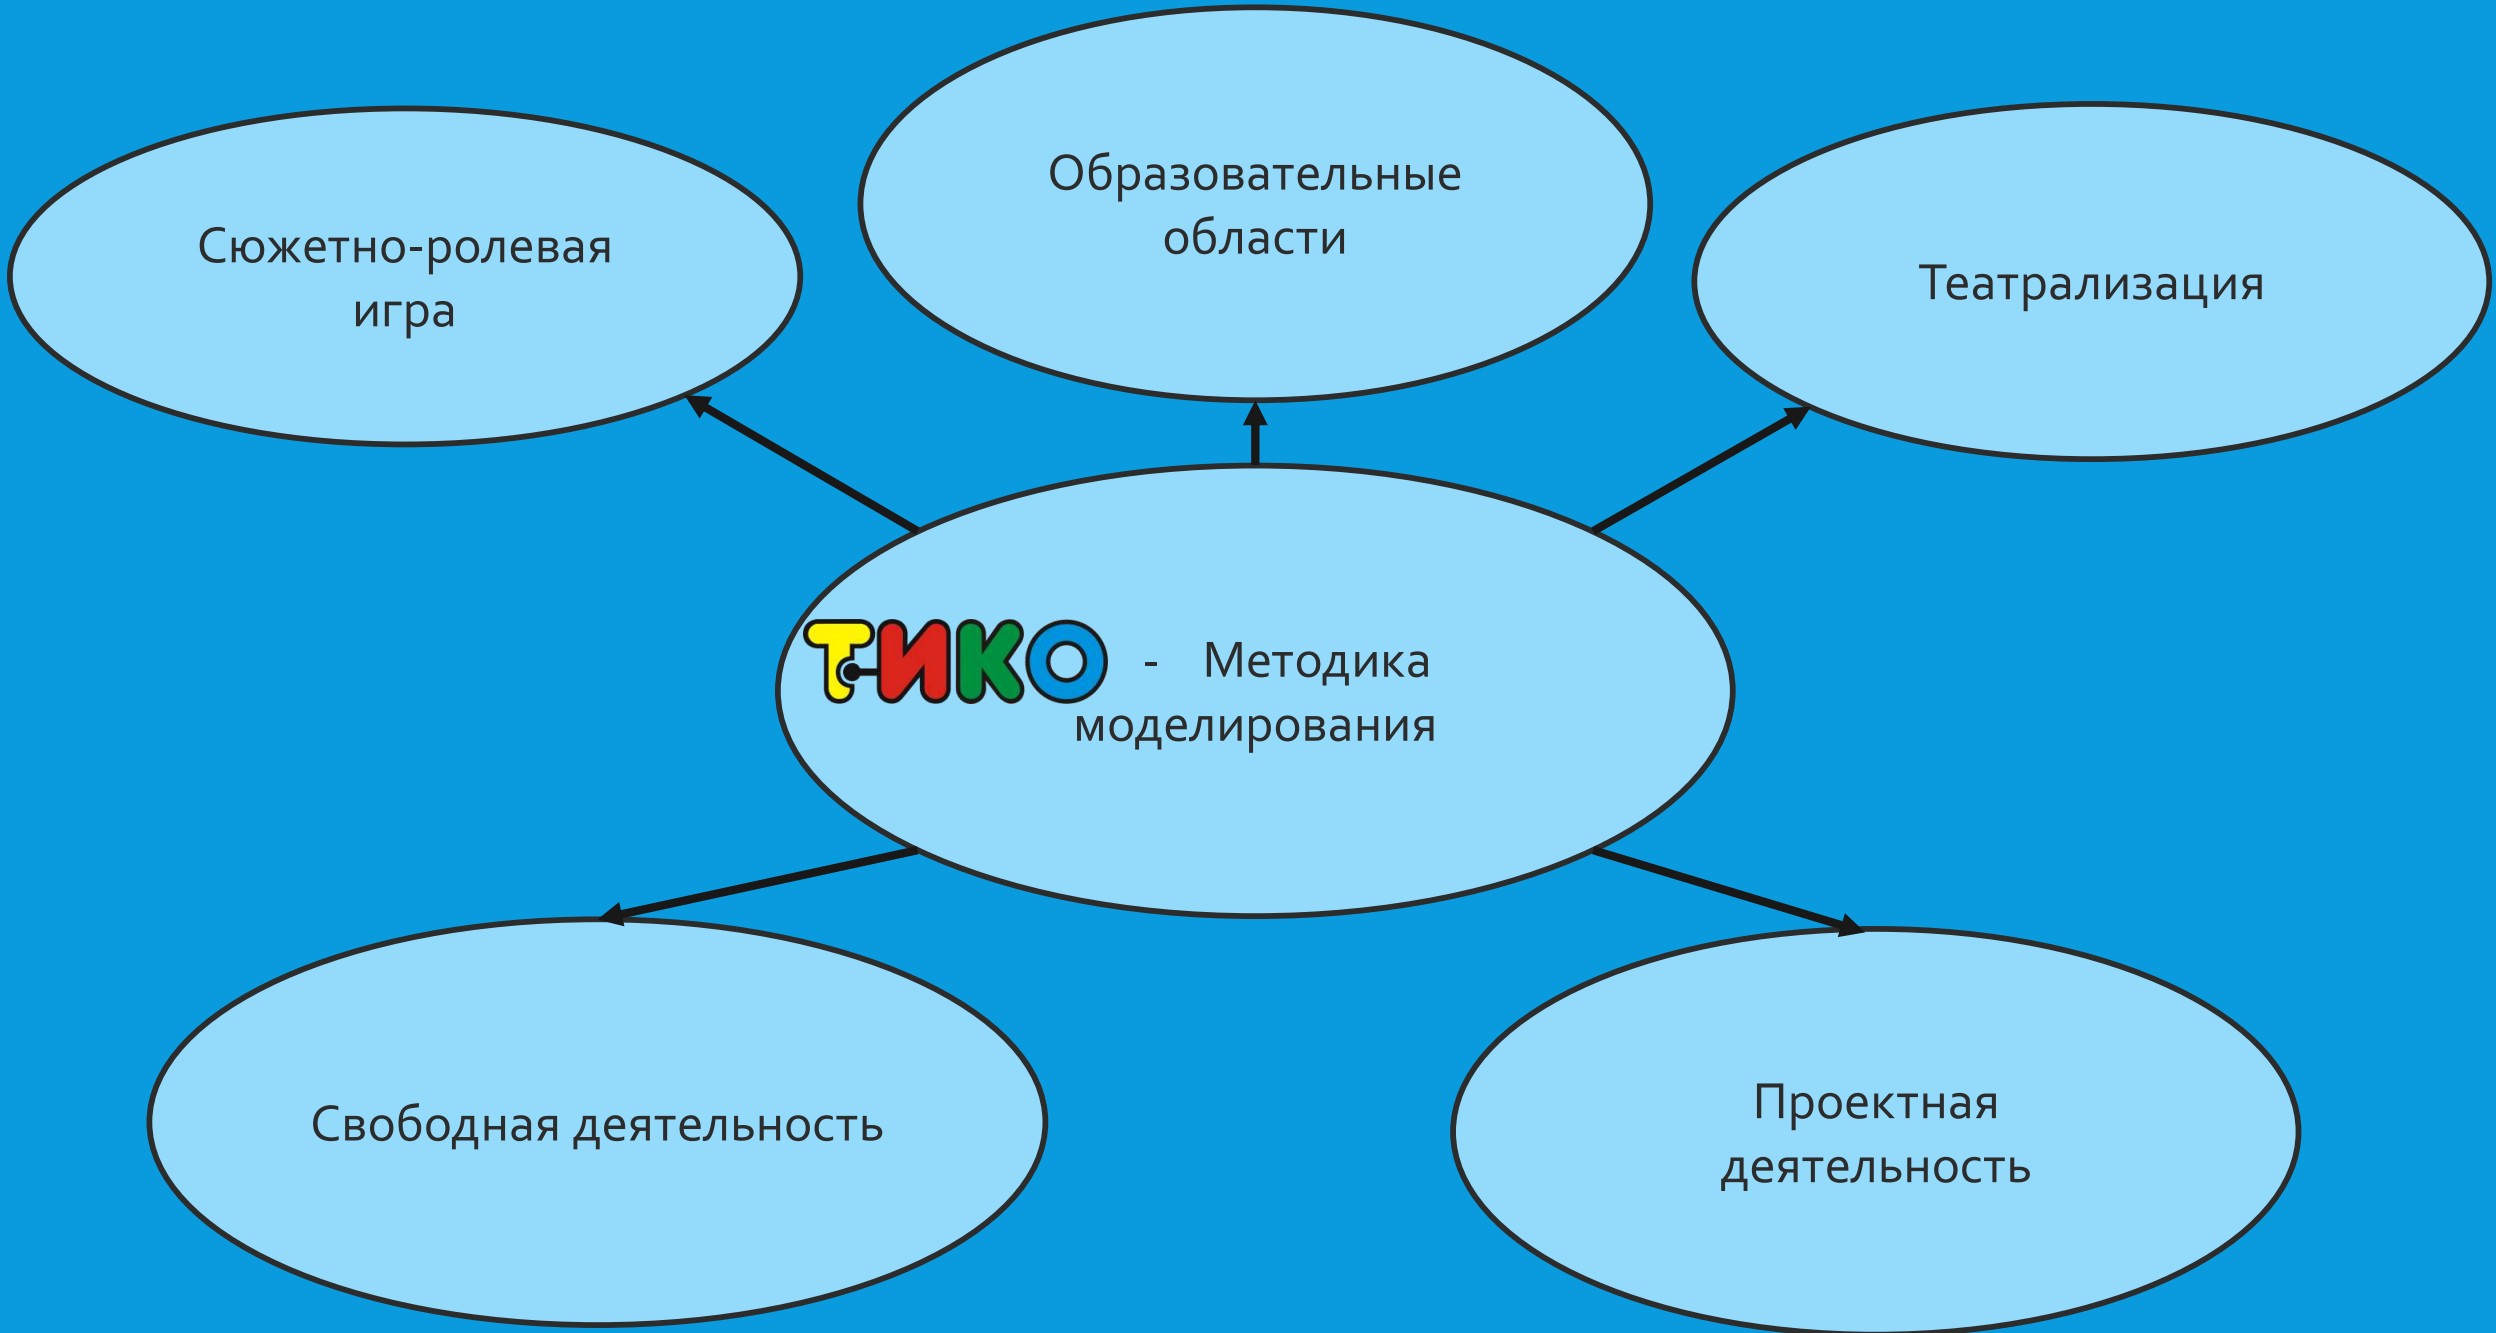 Образовательные
области
Сюжетно-ролевая
игра
Театрализация
ТИКО - Методика
моделирования
Свободная деятельность
Проектная
деятельность